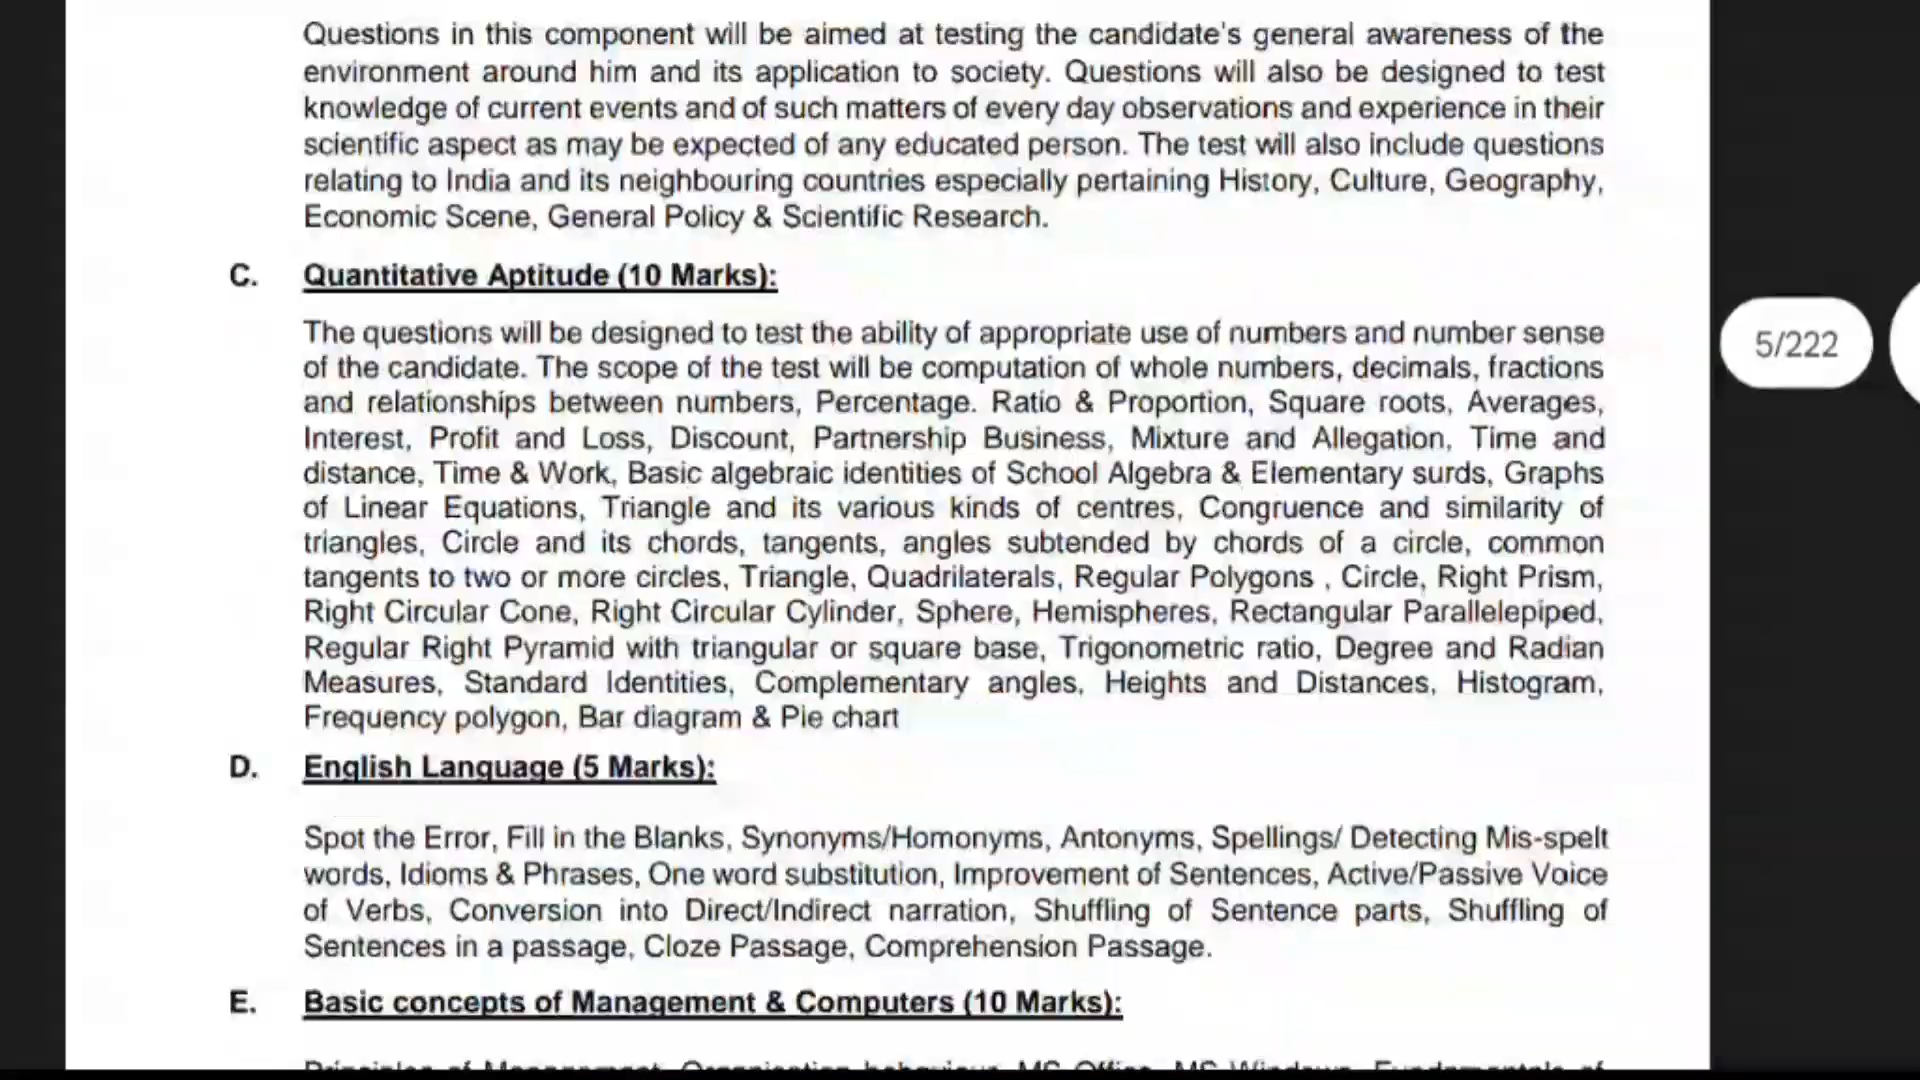 Questions in this component will be aimed at testing the candidate's general awareness of the
environment around him and its application to society. Questions will also be designed to test
knowledge of current events and of such matters of every day observations and experience in their
scientific aspect as may be expected of any educated person. The test will also include questions
relating to India and its neighbouring countries especially pertaining History, Culture, Geography,
Economic Scene, General Policy & Scientific Research.
C. Quantitative Aptitude (10 Marks):
The questions will be designed to test the ability of appropriate use of numbers and number sense
of the candidate. The scope of the test will be computation of whole numbers, decimals, fractions
and relationships between numbers, Percentage. Ratio & Proportion, Square roots, Averages,
Interest, Profit and Loss, Discount, Partnership Business, Mixture and Allegation, Time and
distance, Time & Work, Basic algebraic identities of School Algebra & Elementary surds, Graphs
of Linear Equations, Triangle and its various kinds of centres, Congruence and similarity of
triangles, Circle and its chords, tangents, angles subtended by chords of a circle, common
tangents to two or more circles, Triangle, Quadrilaterals, Regular Polygons , Circle, Right Prism,
Right Circular Cone, Right Circular Cylinder, Sphere, Hemispheres, Rectangular Parallelepiped,
Regular Right Pyramid with triangular or square base, Trigonometric ratio, Degree and Radian
Measures, Standard Identities, Complementary angles, Heights and Distances, Histogram,
Frequency polygon, Bar diagram & Pie chart
D. English Language (5 Marks):
Spot the Error, Fill in the Blanks, Synonyms/Homonyms, Antonyms, Spellings/ Detecting Mis-spelt
words, Idioms & Phrases, One word substitution, Improvement of Sentences, Active/Passive Voice
of Verbs, Conversion into Direct/Indirect narration, Shuffling of Sentence parts, Shuffling of
Sentences in a passage, Cloze Passage, Comprehension Passage.
E. Basic concepts of Management & Computers (10 Marks):
Principles of Management, Organisation behaviour, MS Office, MS Windows, Fundamentals of
5/222